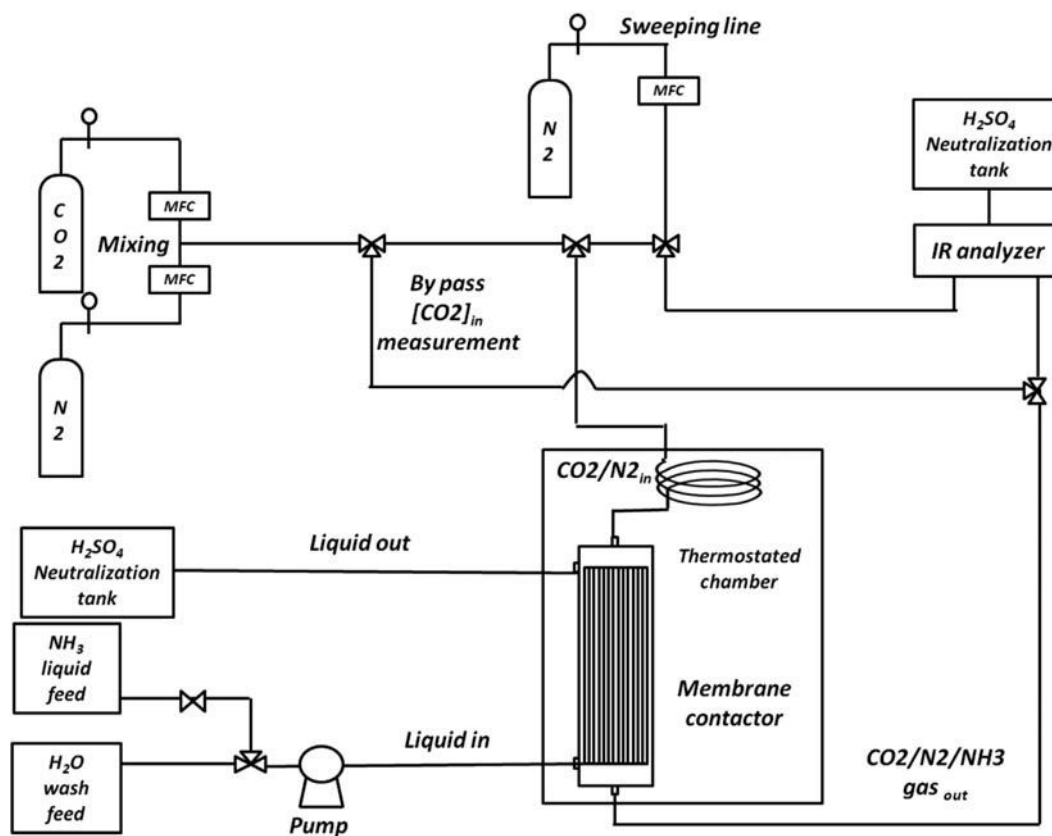 Sweeping line
MFC
N
2
H₂SO₄
Neutralization
tank
C
O2
MFC
Mixing
MFC
IR analyzer
By pass
[CO2]in
measurement
N
2
CO2/N2in
H₂SO₄
Neutralization
tank
Liquid out
Thermostated
chamber
NH₃
liquid
feed
Membrane
contactor
H₂O
wash
feed
Liquid in
Pump
CO2/N2/NH3
gas out